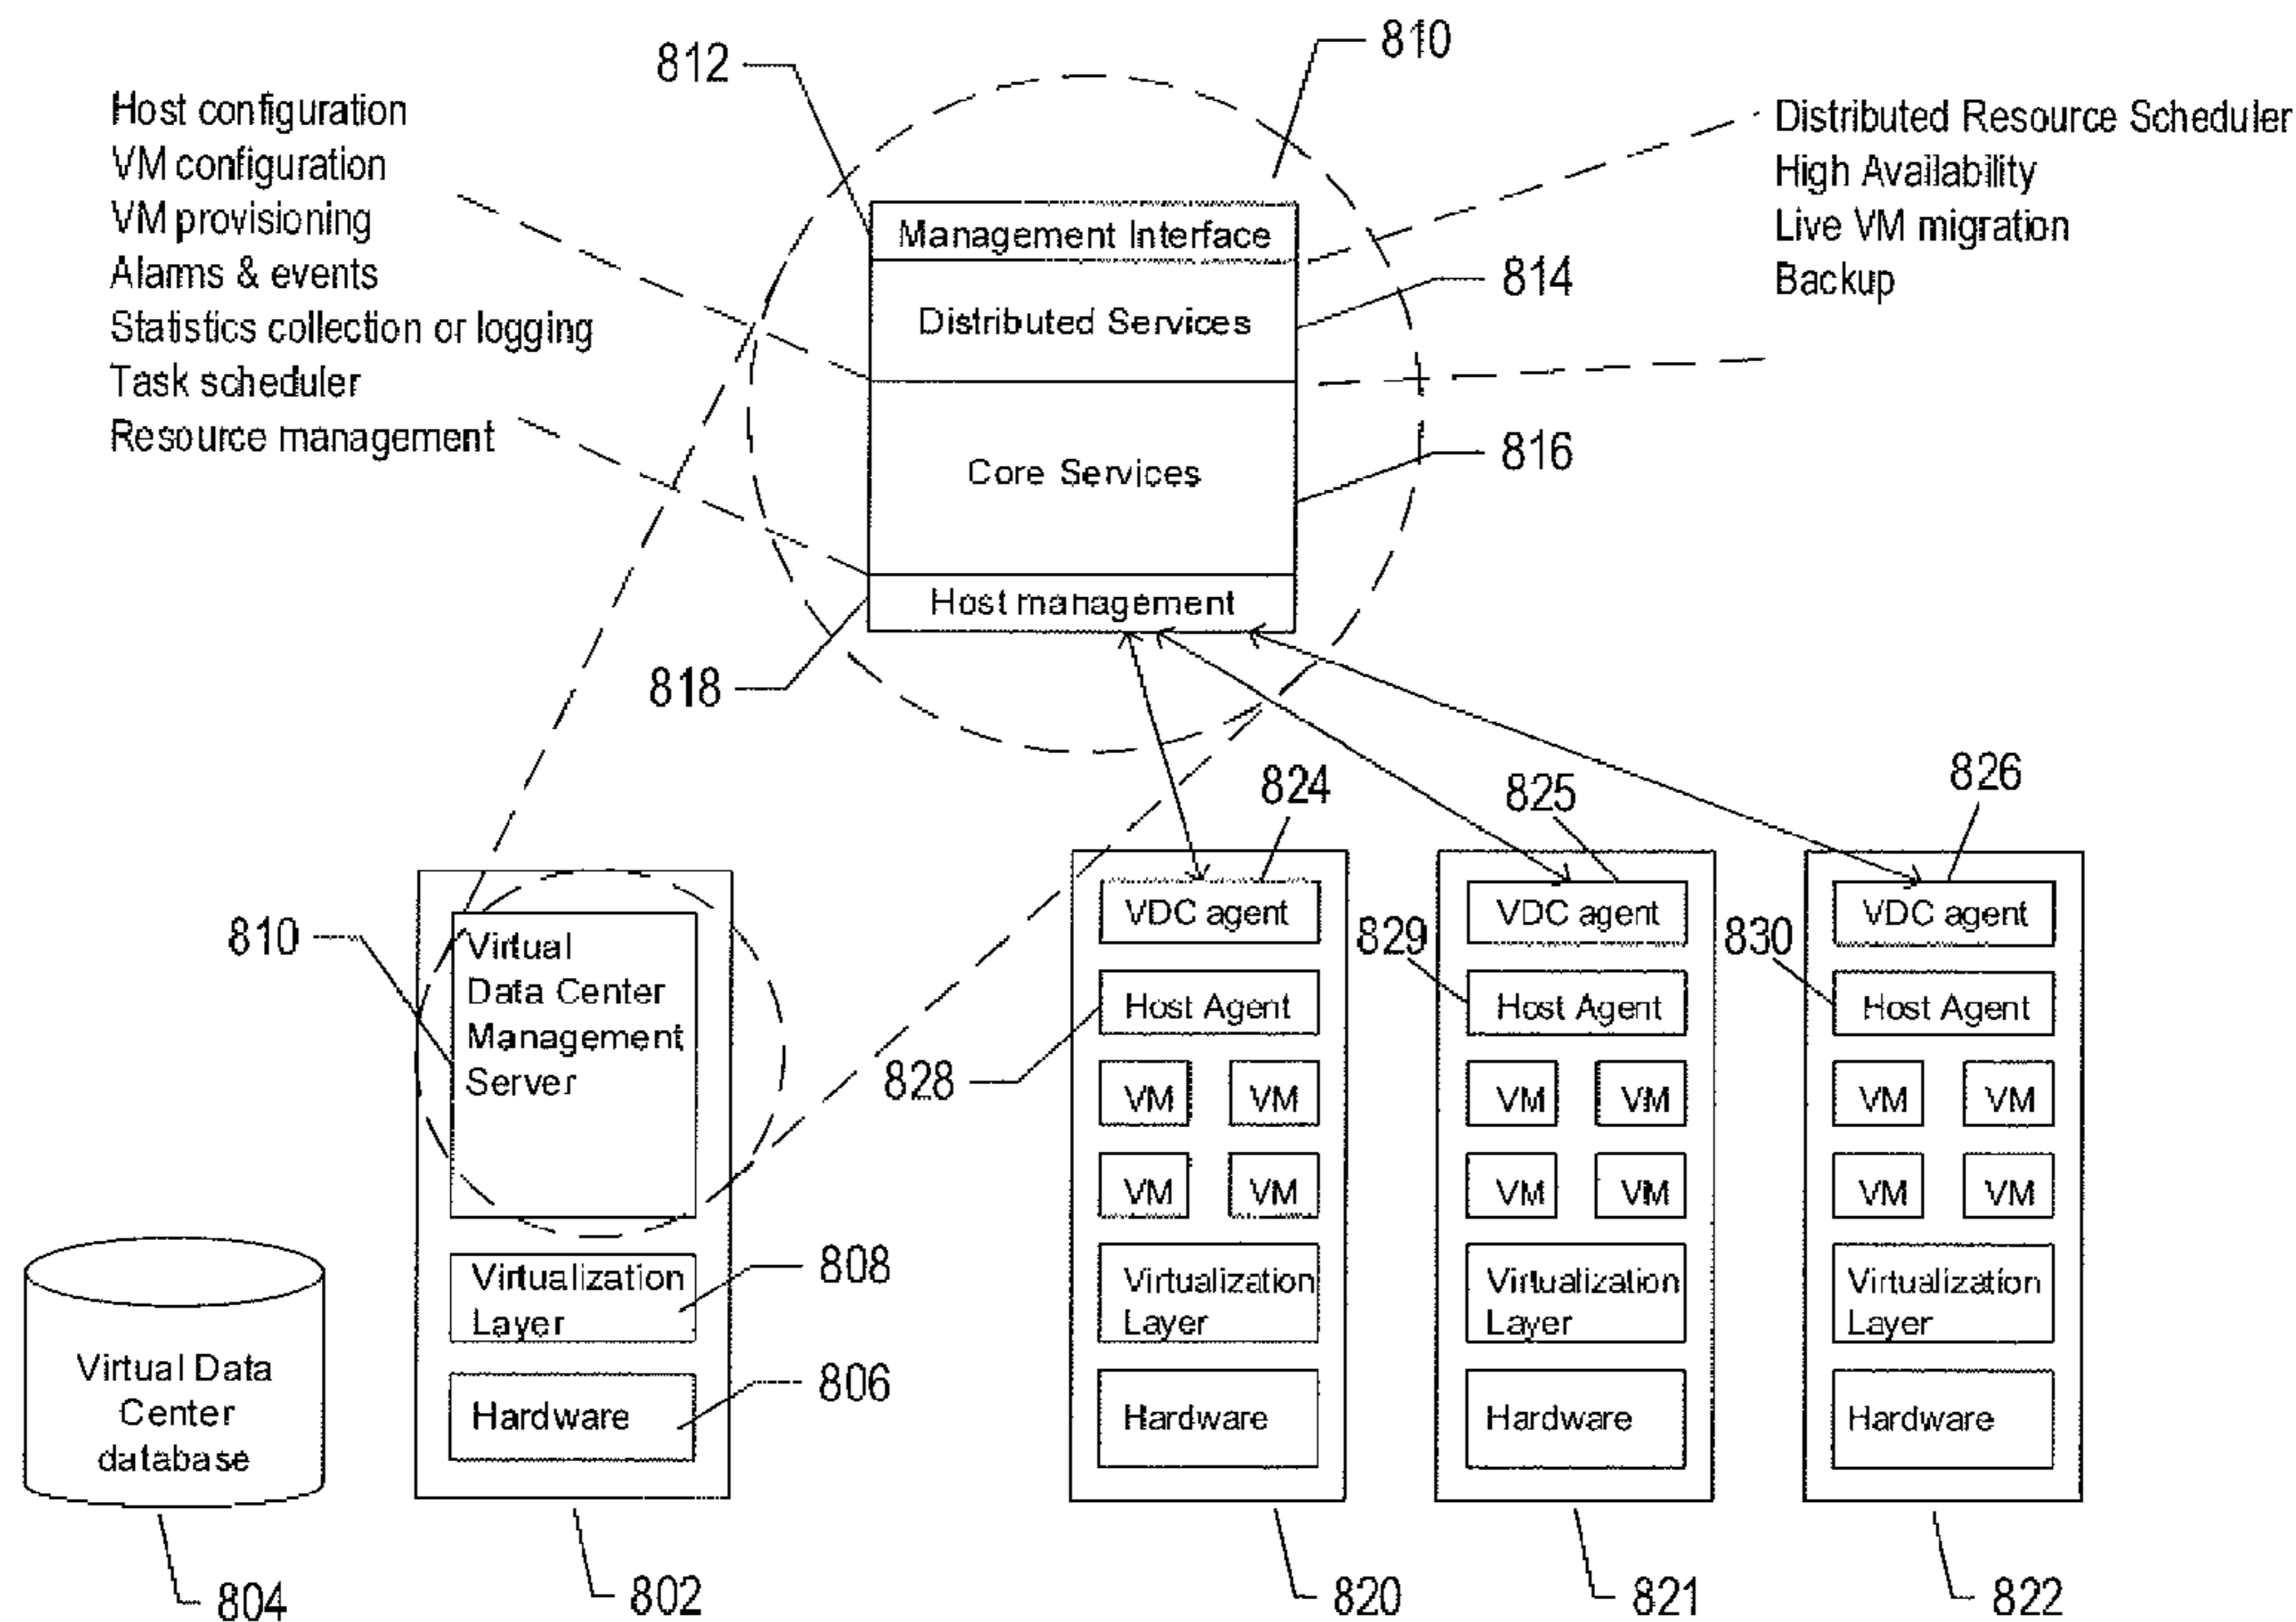 810
812
Host configuration
VM configuration
VM provisioning
Alarms & events
Statistics collection or logging
Task scheduler
Resource management
Distributed Resource Scheduler
High Availability
Live VM migration
Backup
Management Interface
814
Distributed Services
816
Core Services
Host management
818
824
825
826
810
Virtual
Data Center
Management
Server
808
Virtualization
Layer
806
Hardware
Virtual Data
Center
database
804
802
VDC agent
828
Host Agent
VM VM
VM VM
Virtualization
Layer
Hardware
820
VDC agent
829
Host Agent
VM VM
VM VM
Virtualization
Layer
Hardware
821
VDC agent
830
Host Agent
VM VM
VM VM
Virtualization
Layer
Hardware
822